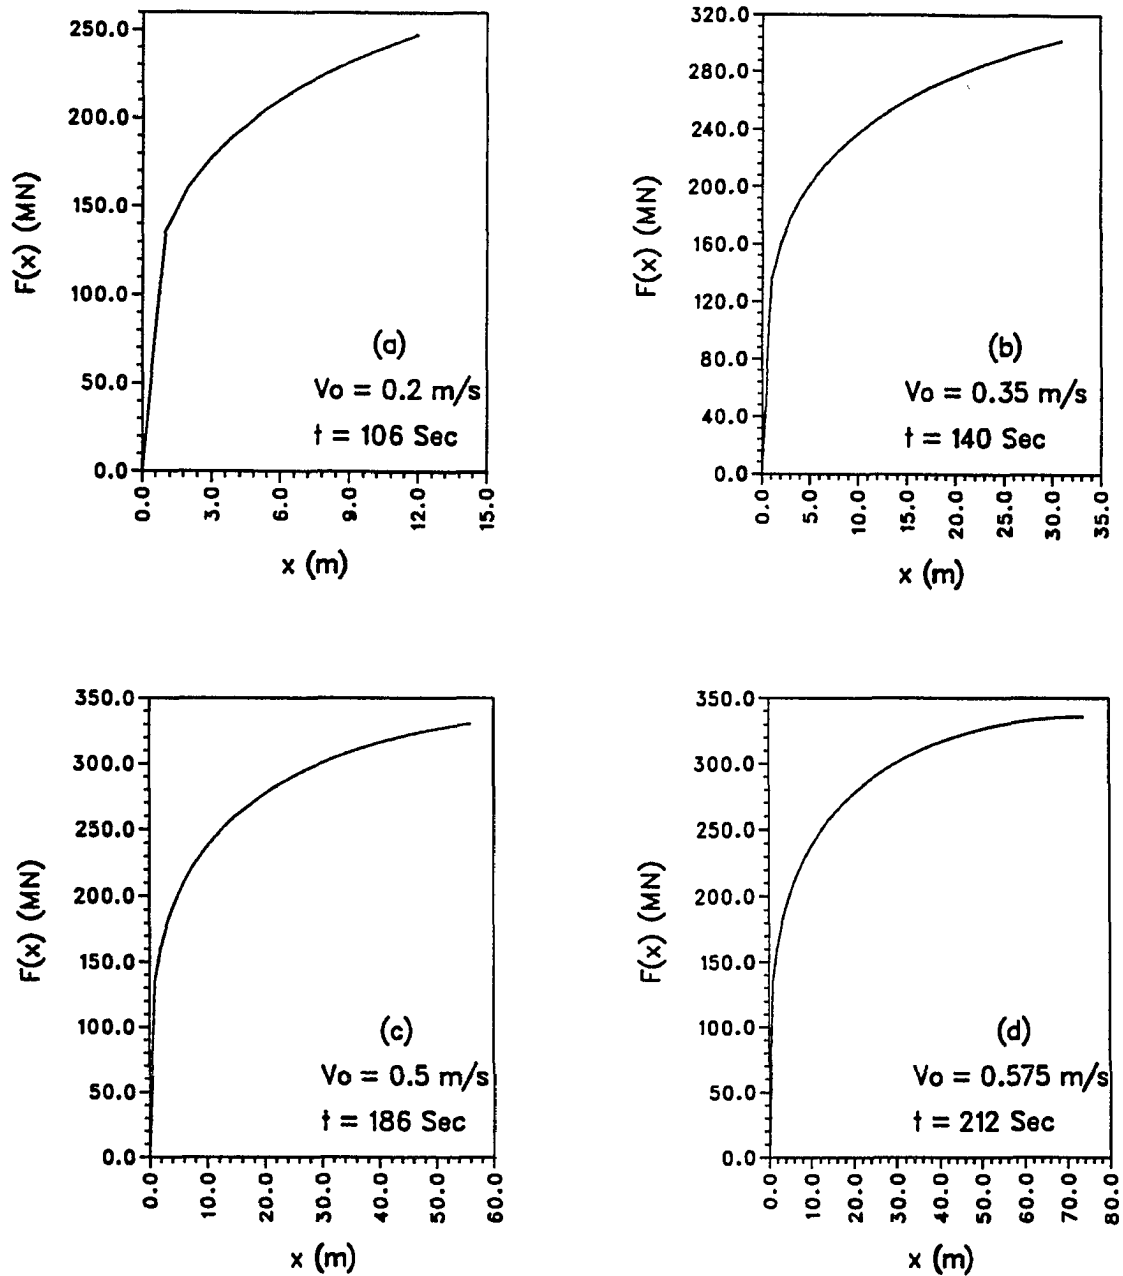 250.0
200.0
150.0
100.0
50.0
0.0
F(x) (MN)
(a)
Vo = 0.2 m/s
t = 106 Sec
0.0 3.0 6.0 9.0 12.0 15.0
x (m)
320.0
280.0
240.0
200.0
160.0
120.0
80.0
40.0
0.0
F(x) (MN)
(b)
Vo = 0.35 m/s
t = 140 Sec
0.0 5.0 10.0 15.0 20.0 25.0 30.0 35.0
x (m)
350.0
300.0
250.0
200.0
150.0
100.0
50.0
0.0
F(x) (MN)
(c)
Vo = 0.5 m/s
t = 186 Sec
0.0 10.0 20.0 30.0 40.0 50.0 60.0
x (m)
350.0
300.0
250.0
200.0
150.0
100.0
50.0
0.0
F(x) (MN)
(d)
Vo = 0.575 m/s
t = 212 Sec
0.0 10.0 20.0 30.0 40.0 50.0 60.0 70.0 80.0
x (m)